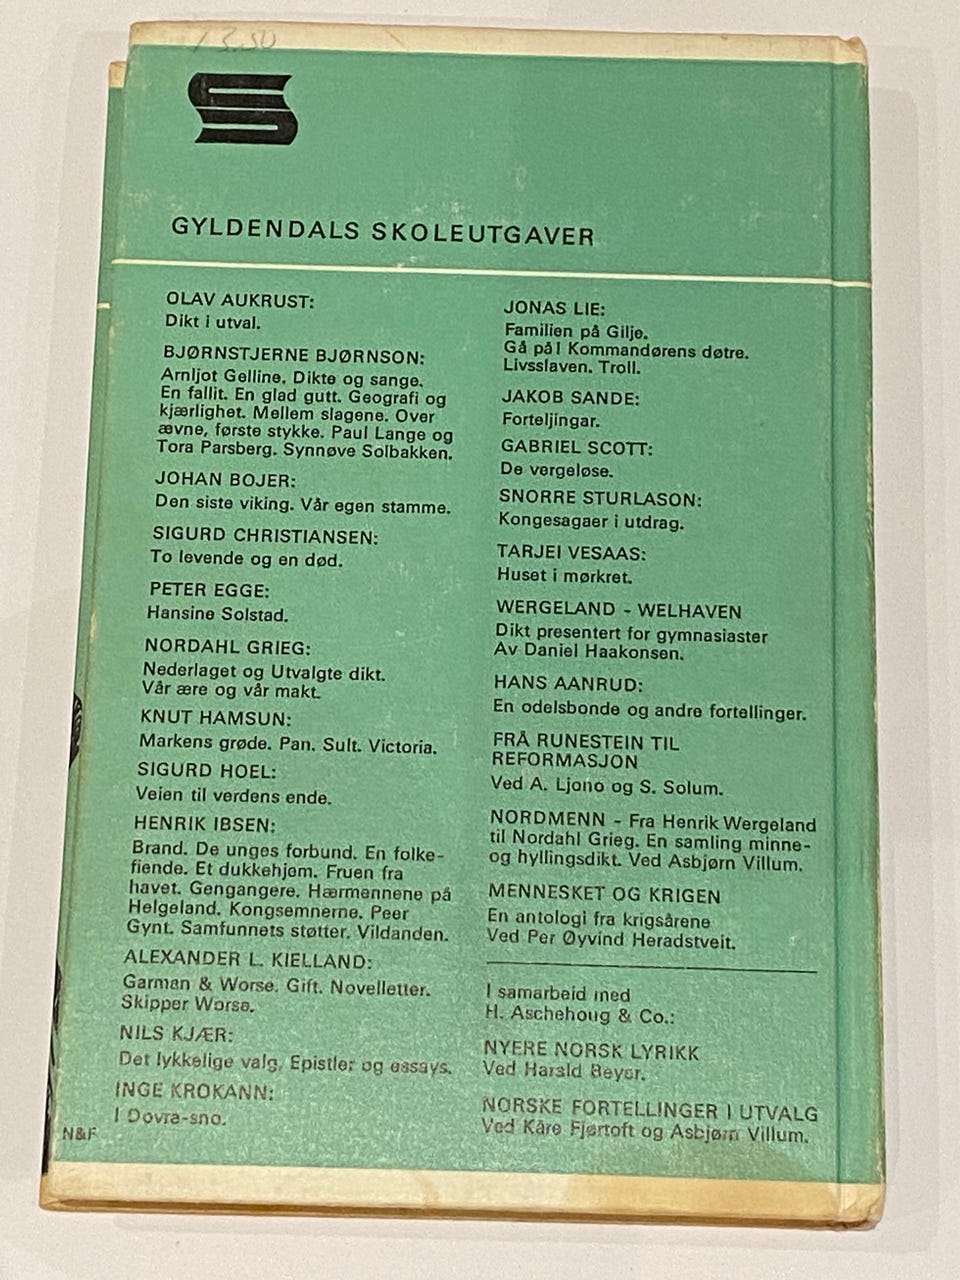 13.50
GYLDENDALS SKOLEUTGAVER
OLAV AUKRUST:
Dikt i utval.
BJØRNSTJERNE BJØRNSON:
Arnljot Gelline. Dikte og sange.
En fallit. En glad gutt. Geografi og
kjærlighet. Mellem slagene. Over
ævne, første stykke. Paul Lange og
Tora Parsberg. Synnøve Solbakken.
JOHAN BOJER:
Den siste viking. Vår egen stamme.
SIGURD CHRISTIANSEN:
To levende og en død.
PETER EGGE:
Hansine Solstad.
NORDAHL GRIEG:
Nederlaget og Utvalgte dikt.
Vår ære og vår makt.
KNUT HAMSUN:
Markens grøde. Pan. Sult. Victoria.
SIGURD HOEL:
Veien til verdens ende.
HENRIK IBSEN:
Brand. De unges forbund. En folke-
fiende. Et dukkehjem. Fruen fra
havet. Gengangere. Hærmennene på
Helgeland. Kongsemnerne. Peer
Gynt. Samfunnets støtter. Vildanden.
ALEXANDER L. KIELLAND:
Garman & Worse. Gift. Novelletter.
Skipper Worse.
NILS KJÆR:
Det lykkelige valg. Epistler og essays.
INGE KROKANN:
I Dovre-sno.
N&F
JONAS LIE:
Familien på Gilje.
Gå på! Kommandørens døtre.
Livsslaven. Troll.
JAKOB SANDE:
Forteljingar.
GABRIEL SCOTT:
De vergeløse.
SNORRE STURLASON:
Kongesagaer i utdrag.
TARJEI VESAAS:
Huset i mørkret.
WERGELAND - WELHAVEN
Dikt presentert for gymnasiaster
Av Daniel Haakonsen.
HANS AANRUD:
En odelsbonde og andre fortellinger.
FRÅ RUNESTEIN TIL
REFORMASJON
Ved A. Ljono og S. Solum.
NORDMENN - Fra Henrik Wergeland
til Nordahl Grieg. En samling minne-
og hyllingsdikt. Ved Asbjørn Villum.
MENNESKET OG KRIGEN
En antologi fra krigsårene
Ved Per Øyvind Heradstveit.
I samarbeid med
H. Aschehoug & Co.:
NYERE NORSK LYRIKK
Ved Harald Beyer.
NORSKE FORTELLINGER I UTVALG
Ved Kåre Fjørtoft og Asbjørn Villum.